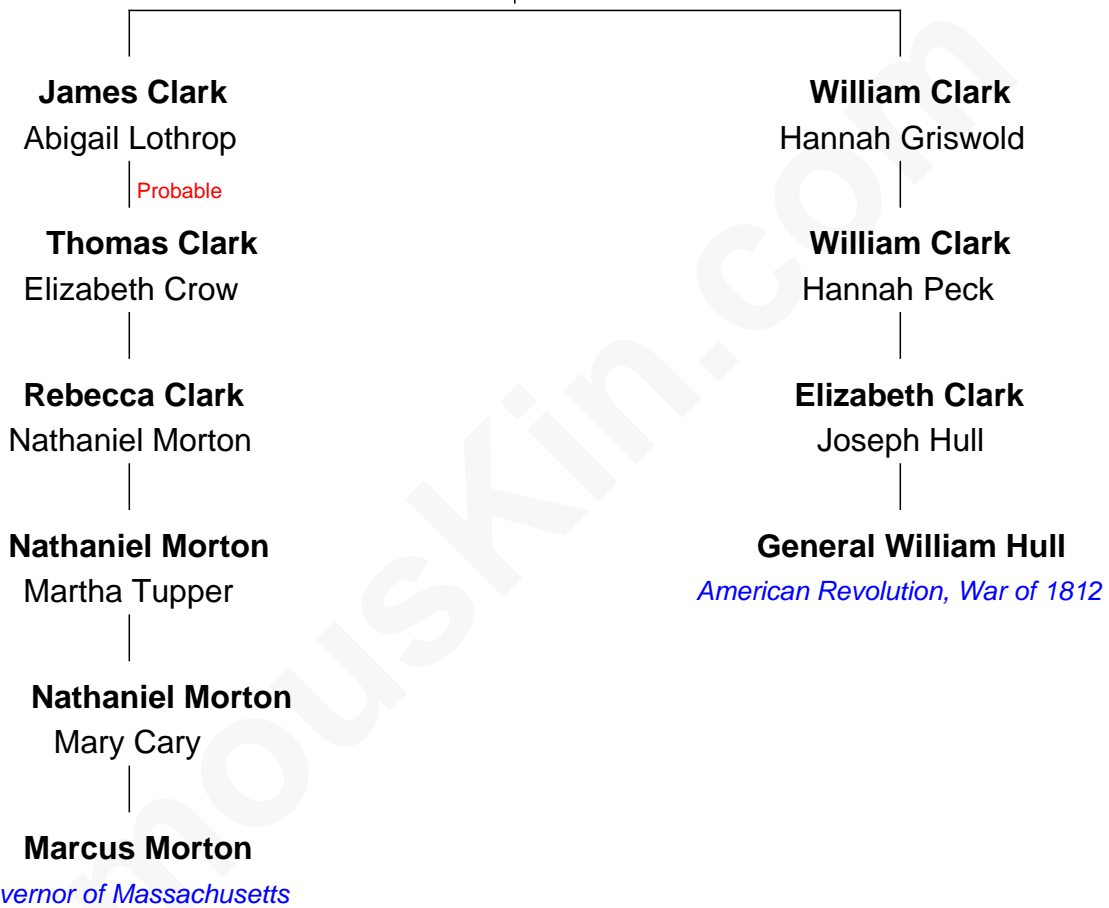 James Clark
Abigail Lothrop
Probable
Thomas Clark
Elizabeth Crow
Rebecca Clark
Nathaniel Morton
Nathaniel Morton
Martha Tupper
Nathaniel Morton
Mary Cary
Marcus Morton
vernor of Massachusetts
William Clark
Hannah Griswold
William Clark
Hannah Peck
Elizabeth Clark
Joseph Hull
General William Hull
American Revolution, War of 1812
mouskin.com